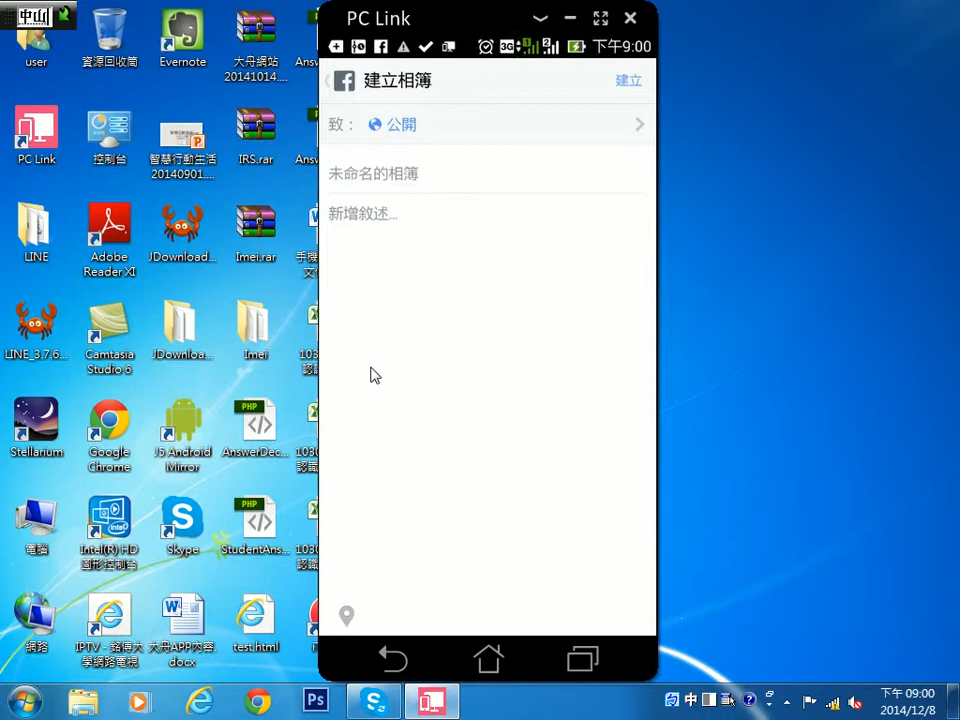 中山
PC Link
user
資源回收筒
Evernote
大舟網站
20141014....
3G
下午9:00
建立相簿
建立
致：
公開
未命名的相簿
新增敘述...
PC Link
控制台
智慧行動生活
20140901....
IRS.rar
LINE
Adobe
Reader XI
JDownload...
Imei.rar
LINE_3.7.6...
Camtasia
Studio 6
JDownloa...
Imei
Stellarium
Google
Chrome
J5 Android
Mirror
PHP
AnswerDec...
電腦
Intel(R) HD
圖形控制台
Skype
PHP
StudentAns...
網路
IPTV - 銘傳大
學網路電視
大舟APP內容.
docx
test.html
Ps
中
下午 09:00
2014/12/8